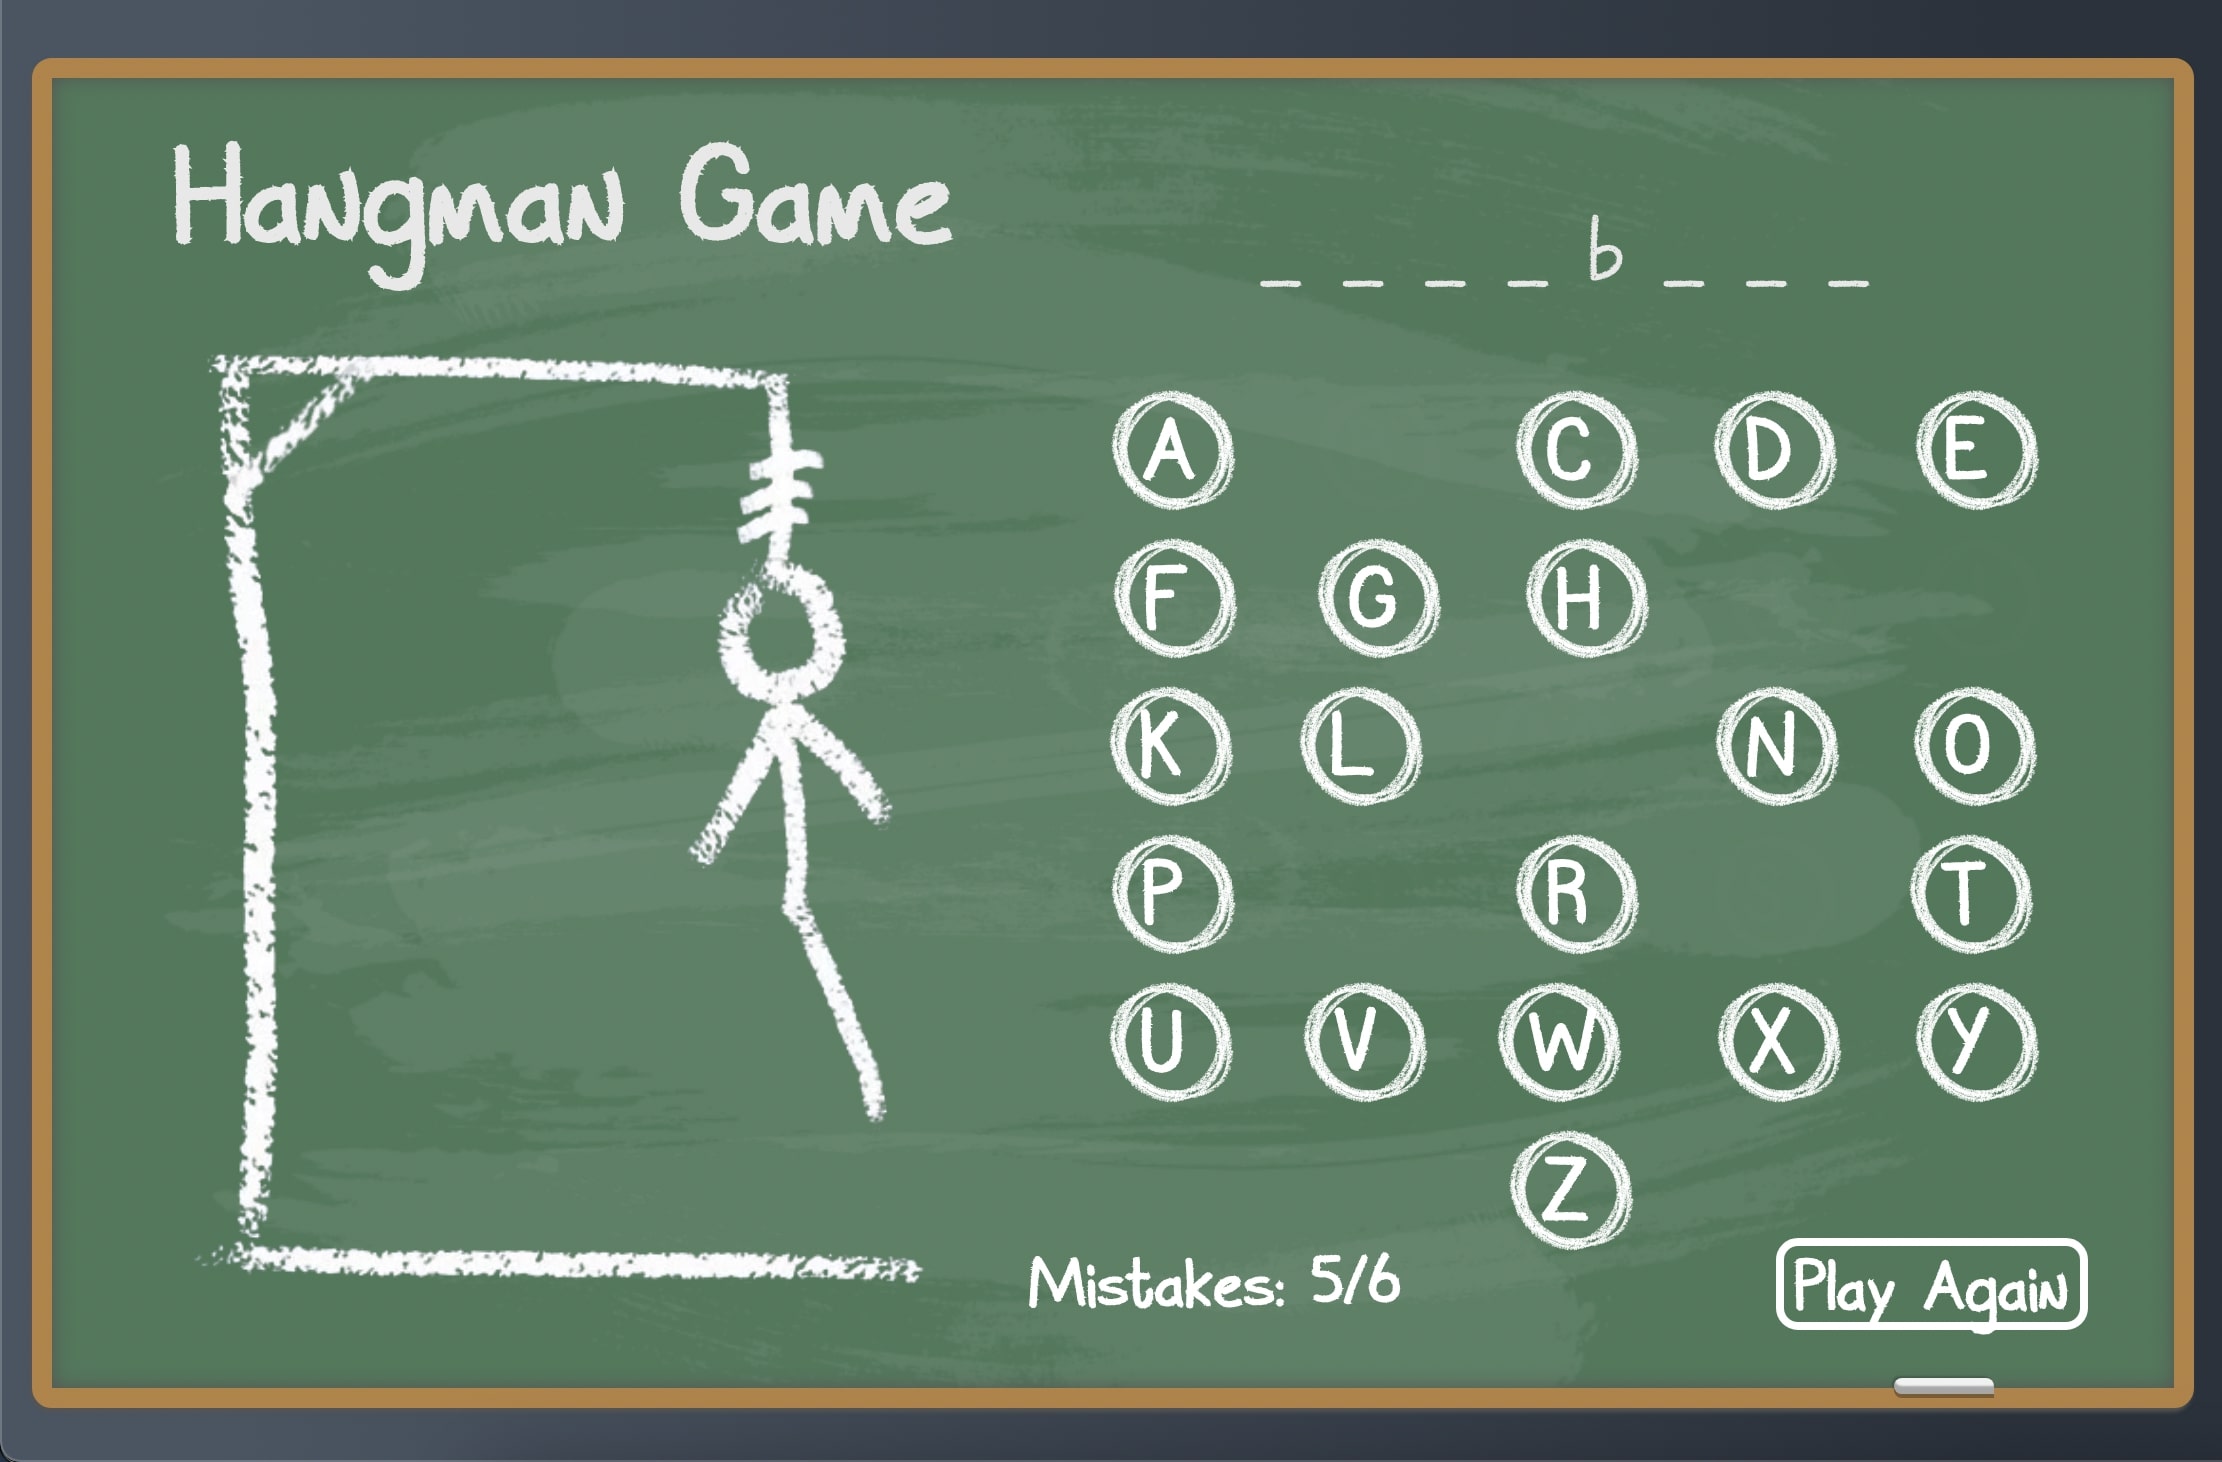 Hangman Game
_ _ _ _ b _ _ _
A C D E
F G H
K L N O
P R T
U V W X Y
Z
Mistakes: 5/6
Play Again